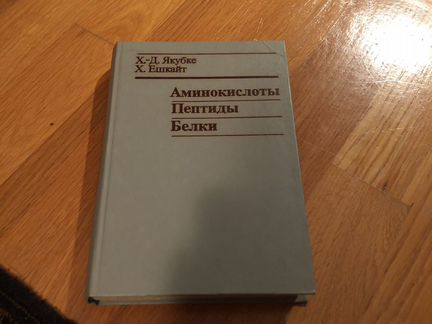 Х.-Д. Якубке
Х. Ешкайт
Аминокислоты
Пептиды
Белки